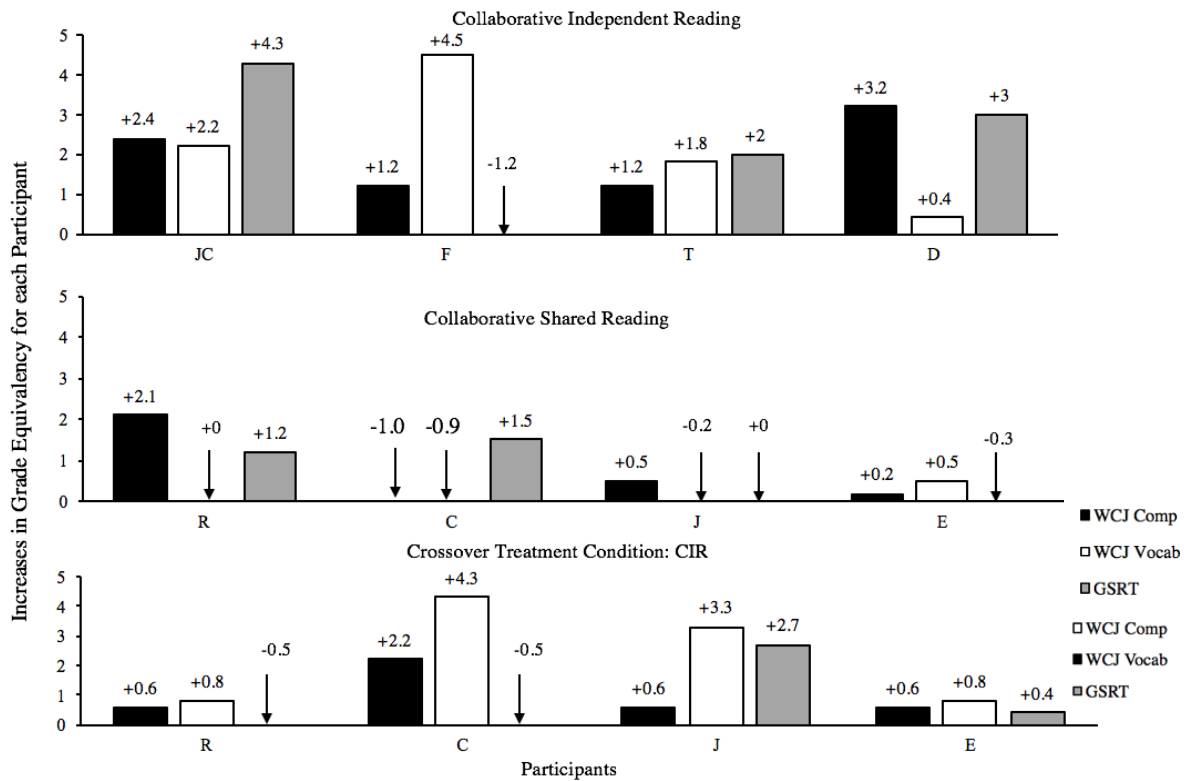 Increases in Grade Equivalency for each Participant
Collaborative Independent Reading
5
4
3
2
1
0
+2.4
+2.2
+4.3
+1.2
+4.5
-1.2
+1.2
+1.8
+2
+3.2
+0.4
+3
JC
F
T
D
Collaborative Shared Reading
5
4
3
2
1
0
+2.1
+0
+1.2
-1.0
-0.9
+1.5
+0.5
-0.2
+0
+0.2
+0.5
-0.3
R
C
J
E
Crossover Treatment Condition: CIR
5
4
3
2
1
0
+0.6
+0.8
-0.5
+2.2
+4.3
-0.5
+0.6
+3.3
+2.7
+0.6
+0.8
+0.4
R
C
J
E
Participants
WCJ Comp
WCJ Vocab
GSRT
WCJ Comp
WCJ Vocab
GSRT